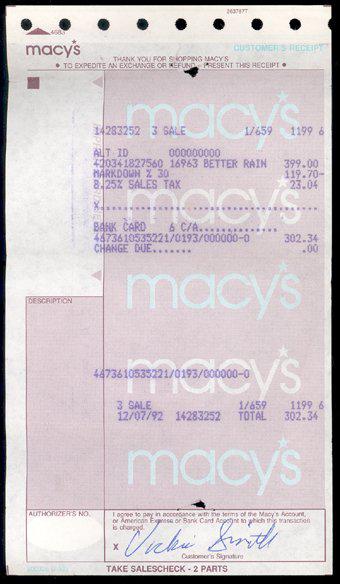 2637877
4683
macy's
CUSTOMER'S RECEIPT
THANK YOU FOR SHOPPING MACY'S
• TO EXPEDITE AN EXCHANGE OR REFUND, PRESENT THIS RECEIPT •
macy's
14283252 3 SALE 1/659 1199 6
ALT ID 000000000
420341827560 16963 BETTER RAIN 399.00
MARKDOWN % 30 119.70-
8.25% SALES TAX 23.04
macy's
X
BANK CARD 6 C/A..............
4673610535221/0193/000000-0 302.34
CHANGE DUE....... .00
macy's
DESCRIPTION
macy's
4673610535221/0193/000000-0
3 SALE 1/659 1199 6
12/07/92 14283252 TOTAL 302.34
macy's
AUTHORIZER'S NO.
I agree to pay in accordance with the terms of the Macy's Account,
or American Express or Bank Card Account to which this transaction
is charged.
X Vickie Smith
Customer's Signature
TAKE SALESCHECK - 2 PARTS